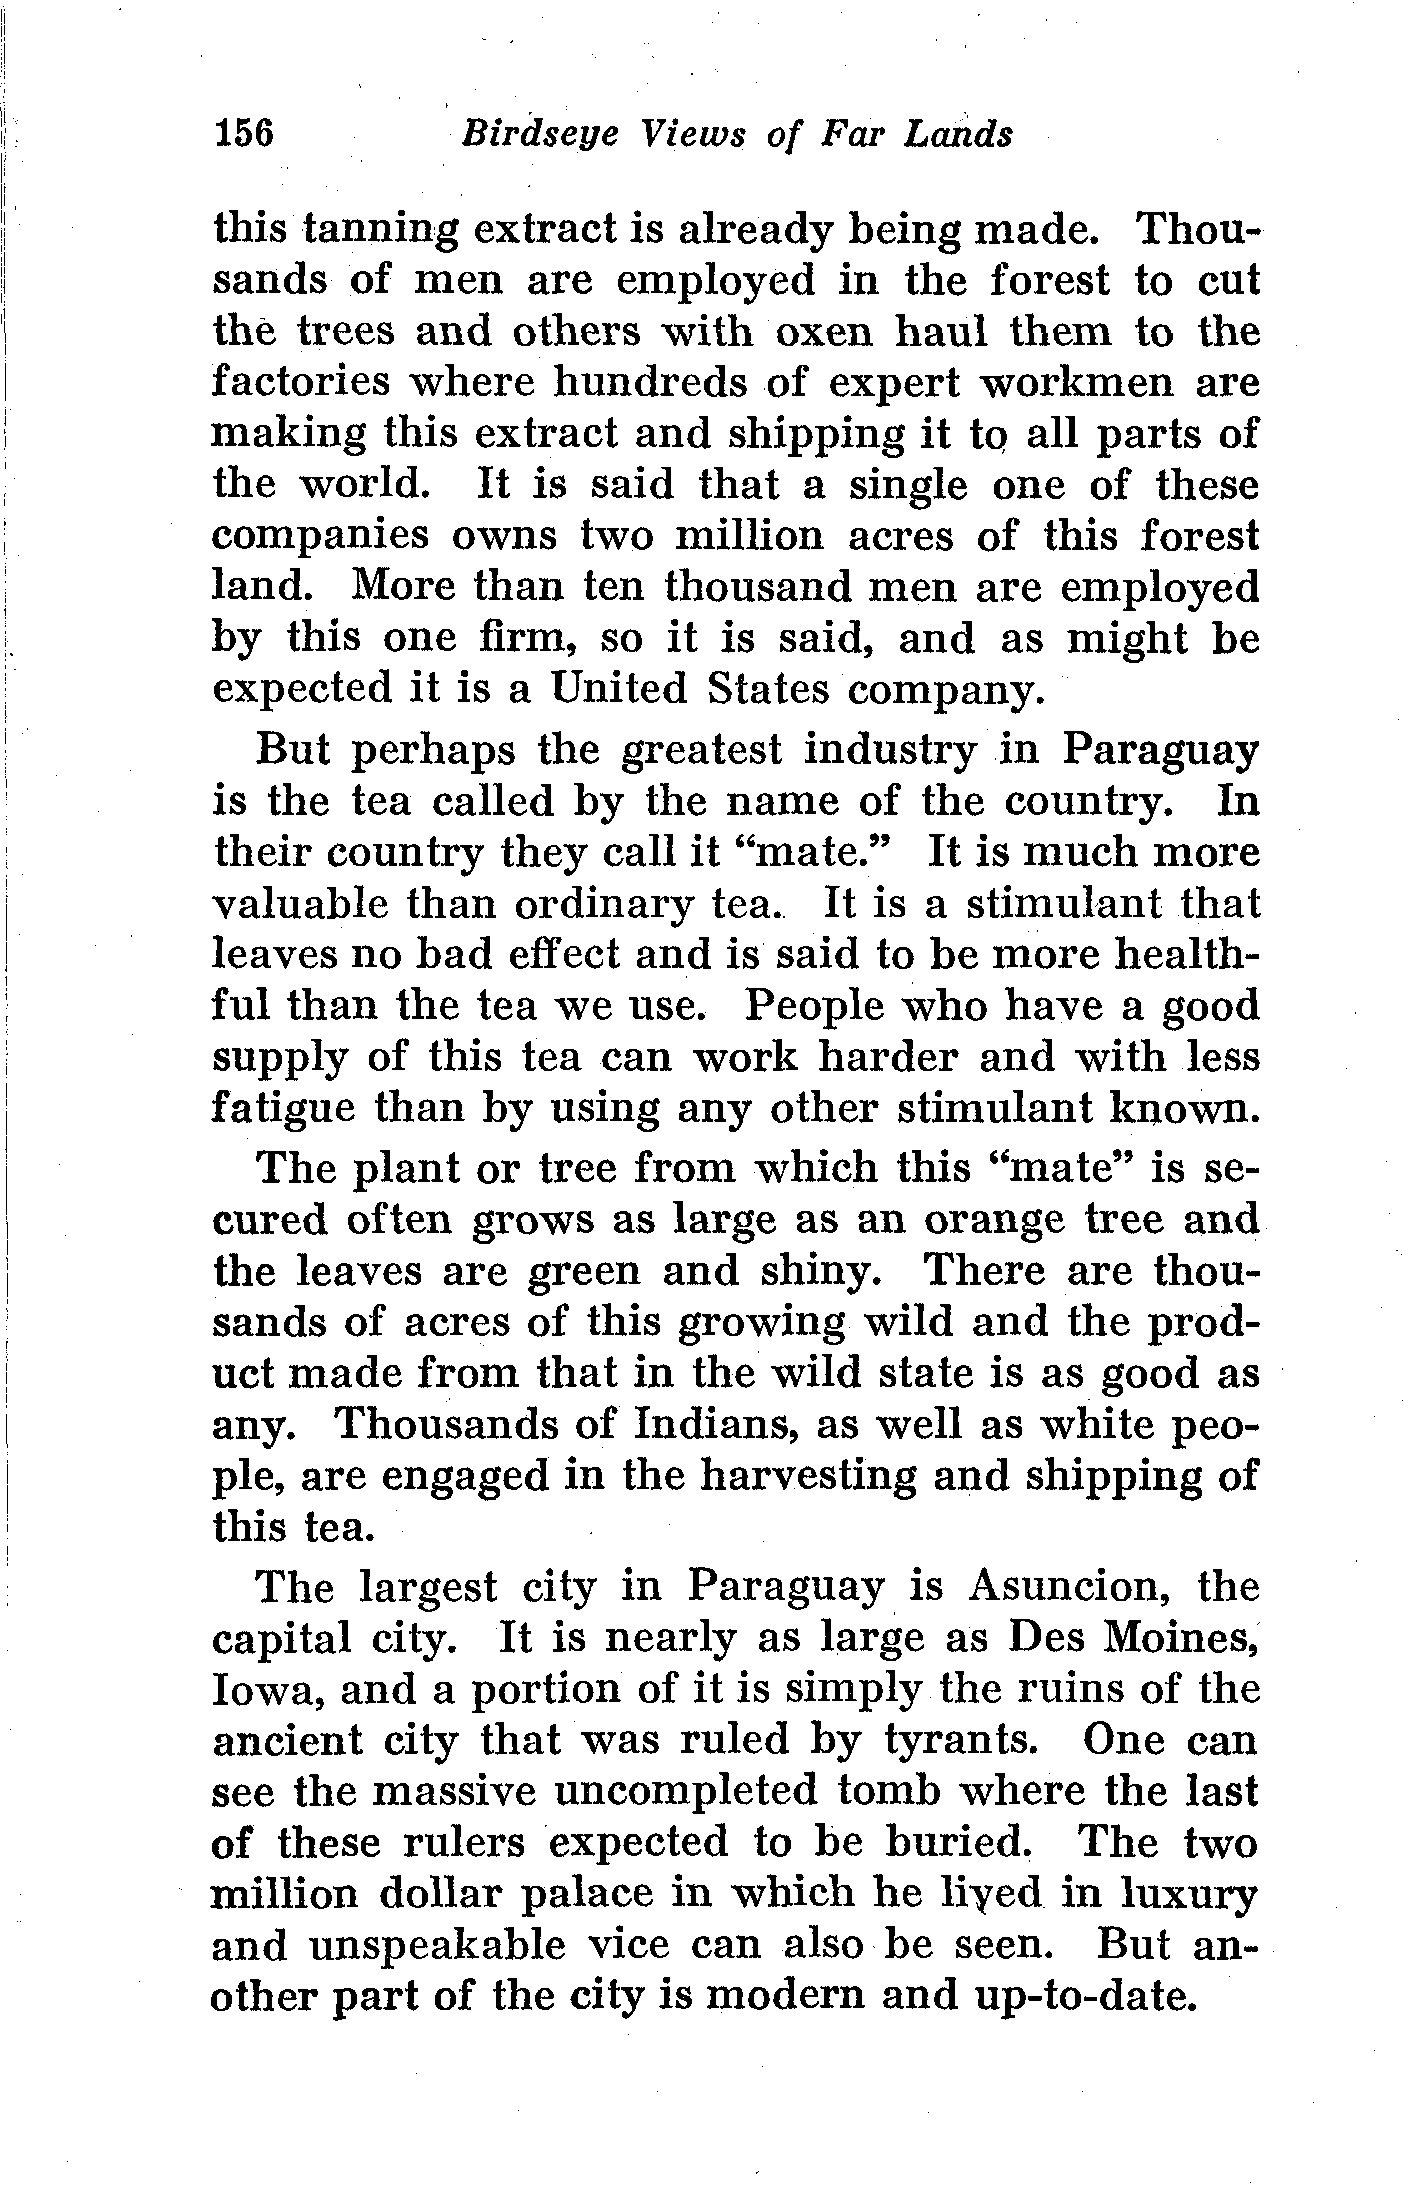 156 Birdseye Views of Far Lands
this tanning extract is already being made. Thou-
sands of men are employed in the forest to cut
the trees and others with oxen haul them to the
factories where hundreds of expert workmen are
making this extract and shipping it to all parts of
the world. It is said that a single one of these
companies owns two million acres of this forest
land. More than ten thousand men are employed
by this one firm, so it is said, and as might be
expected it is a United States company.
But perhaps the greatest industry in Paraguay
is the tea called by the name of the country. In
their country they call it “mate.” It is much more
valuable than ordinary tea. It is a stimulant that
leaves no bad effect and is said to be more health-
ful than the tea we use. People who have a good
supply of this tea can work harder and with less
fatigue than by using any other stimulant known.
The plant or tree from which this “mate” is se-
cured often grows as large as an orange tree and
the leaves are green and shiny. There are thou-
sands of acres of this growing wild and the prod-
uct made from that in the wild state is as good as
any. Thousands of Indians, as well as white peo-
ple, are engaged in the harvesting and shipping of
this tea.
The largest city in Paraguay is Asuncion, the
capital city. It is nearly as large as Des Moines,
Iowa, and a portion of it is simply the ruins of the
ancient city that was ruled by tyrants. One can
see the massive uncompleted tomb where the last
of these rulers expected to be buried. The two
million dollar palace in which he lived in luxury
and unspeakable vice can also be seen. But an-
other part of the city is modern and up-to-date.